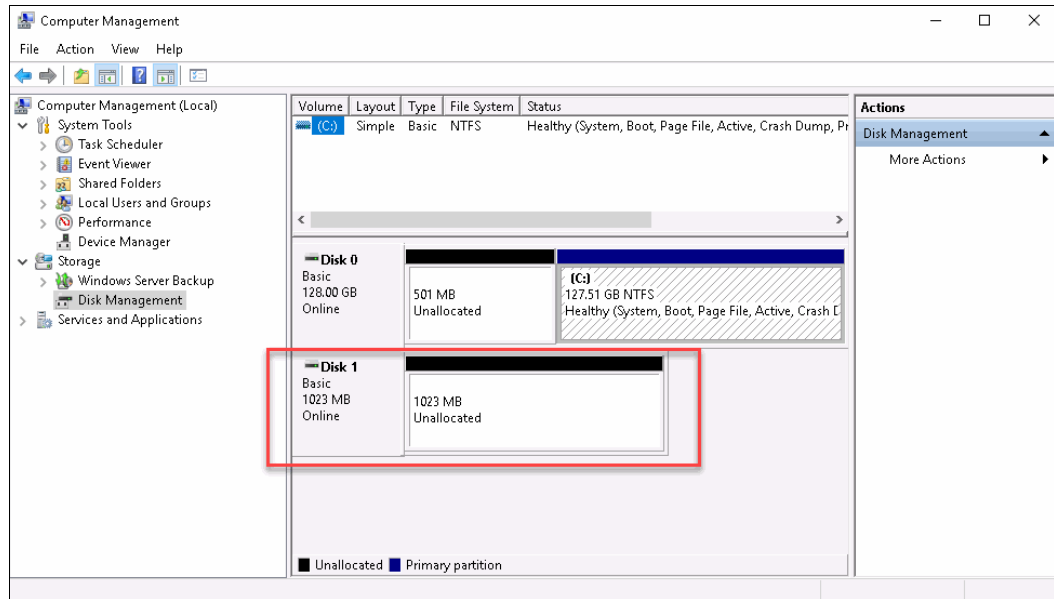 Computer Management
File Action View Help
Computer Management (Local)
System Tools
Task Scheduler
Event Viewer
Shared Folders
Local Users and Groups
Performance
Device Manager
Storage
Windows Server Backup
Disk Management
Services and Applications
Volume Layout Type File System Status
(C:) Simple Basic NTFS Healthy (System, Boot, Page File, Active, Crash Dump, Pr
Disk 0
Basic
128.00 GB
Online
501 MB
Unallocated
(C:)
127.51 GB NTFS
Healthy (System, Boot, Page File, Active, Crash D
Disk 1
Basic
1023 MB
Online
1023 MB
Unallocated
Unallocated Primary partition
Actions
Disk Management
More Actions